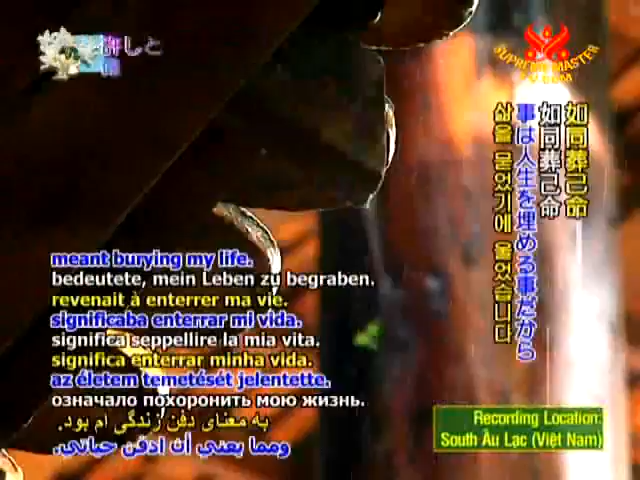 SUPREME MASTER
TV.COM
如同葬己命
如同葬己命
事は人生を埋める事だから
삶을 묻었기에 울었습니다
meant burying my life.
bedeutete, mein Leben zu begraben.
revenait à enterrer ma vie.
significaba enterrar mi vida.
significa seppellire la mia vita.
significa enterrar minha vida.
az életem temetését jelentette.
означало похоронить мою жизнь.
به معنای دفن زندگی ام بود.
ومما يعني أن ادفن حياتي.
Recording Location:
South Âu Lạc (Việt Nam)